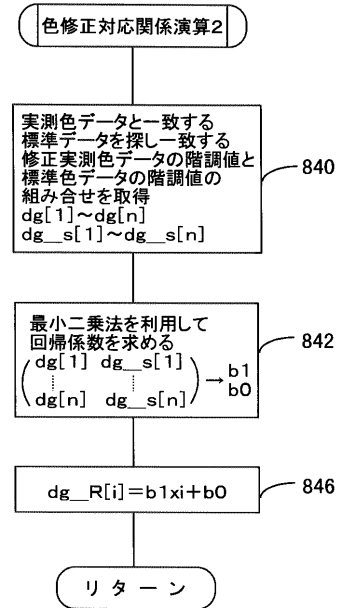 色修正対応関係演算2
実測色データと一致する
標準データを探し一致する
修正実測色データの階調値と
標準色データの階調値の
組み合せを取得
dg[1]~dg[n]
dg__s[1]~dg__s[n]
840
最小二乗法を利用して
回帰係数を求める
dg[1] dg__s[1]
dg[n] dg__s[n]
→ b1
b0
842
dg__R[i]=b1xi+b0
846
リターン